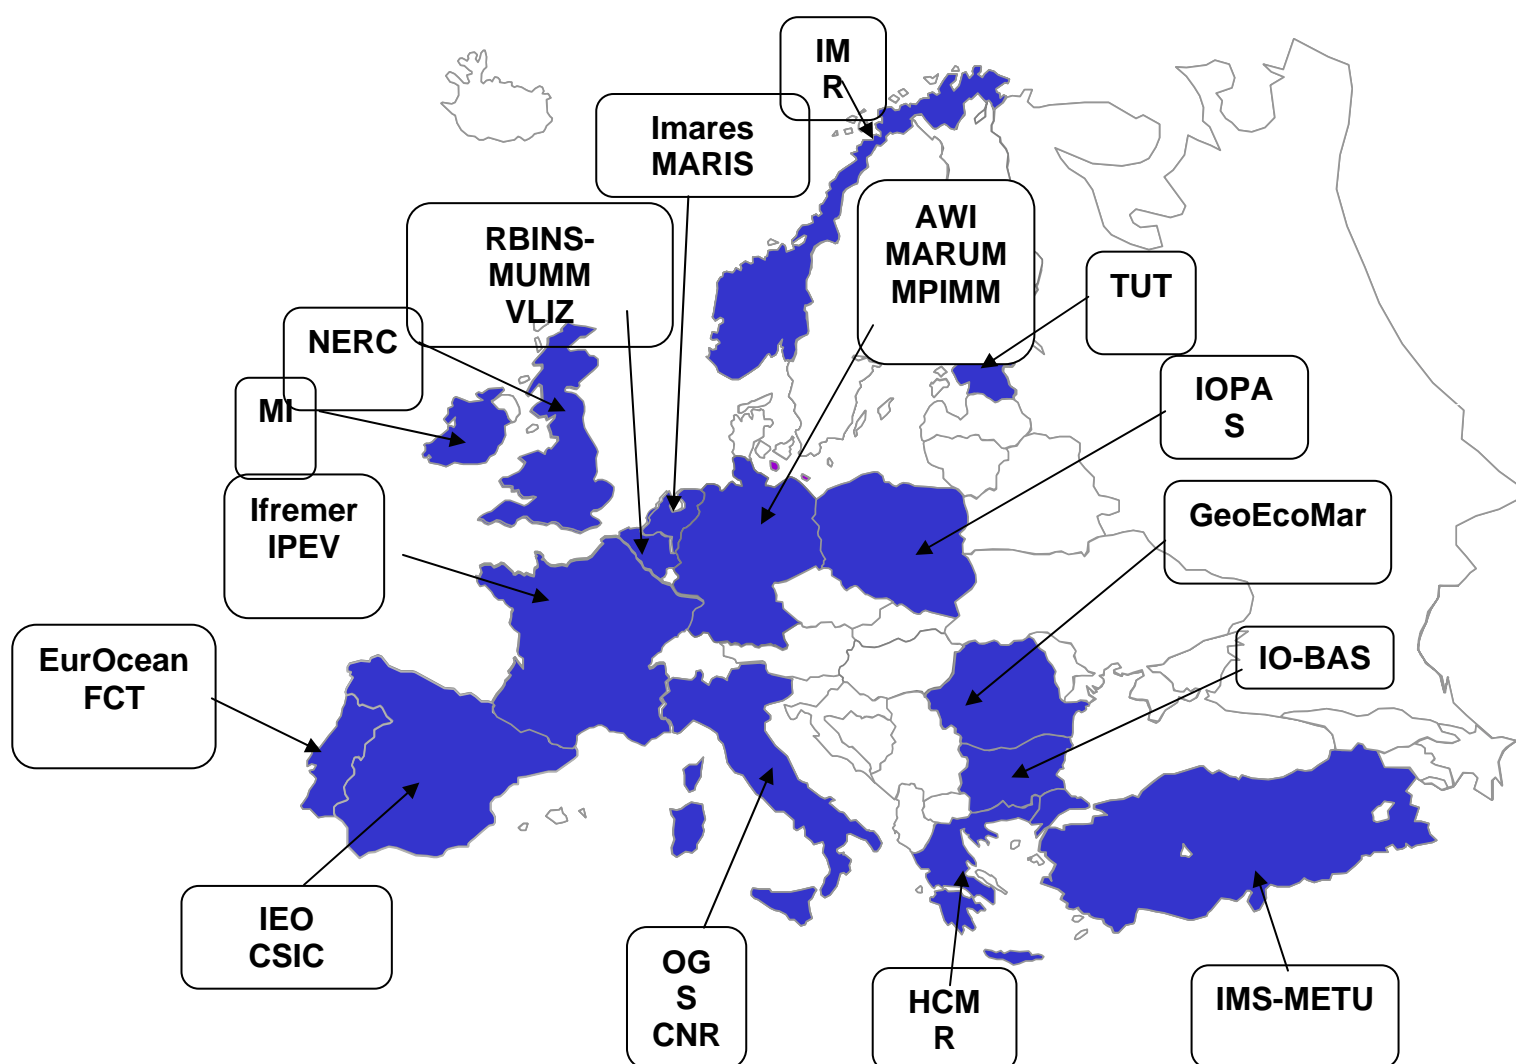 IM
R
Imares
MARIS
RBINS-
MUMM
VLIZ
AWI
MARUM
MPIMM
TUT
NERC
MI
IOPA
S
Ifremer
IPEV
GeoEcoMar
EurOcean
FCT
IO-BAS
IEO
CSIC
OG
S
CNR
HCM
R
IMS-METU